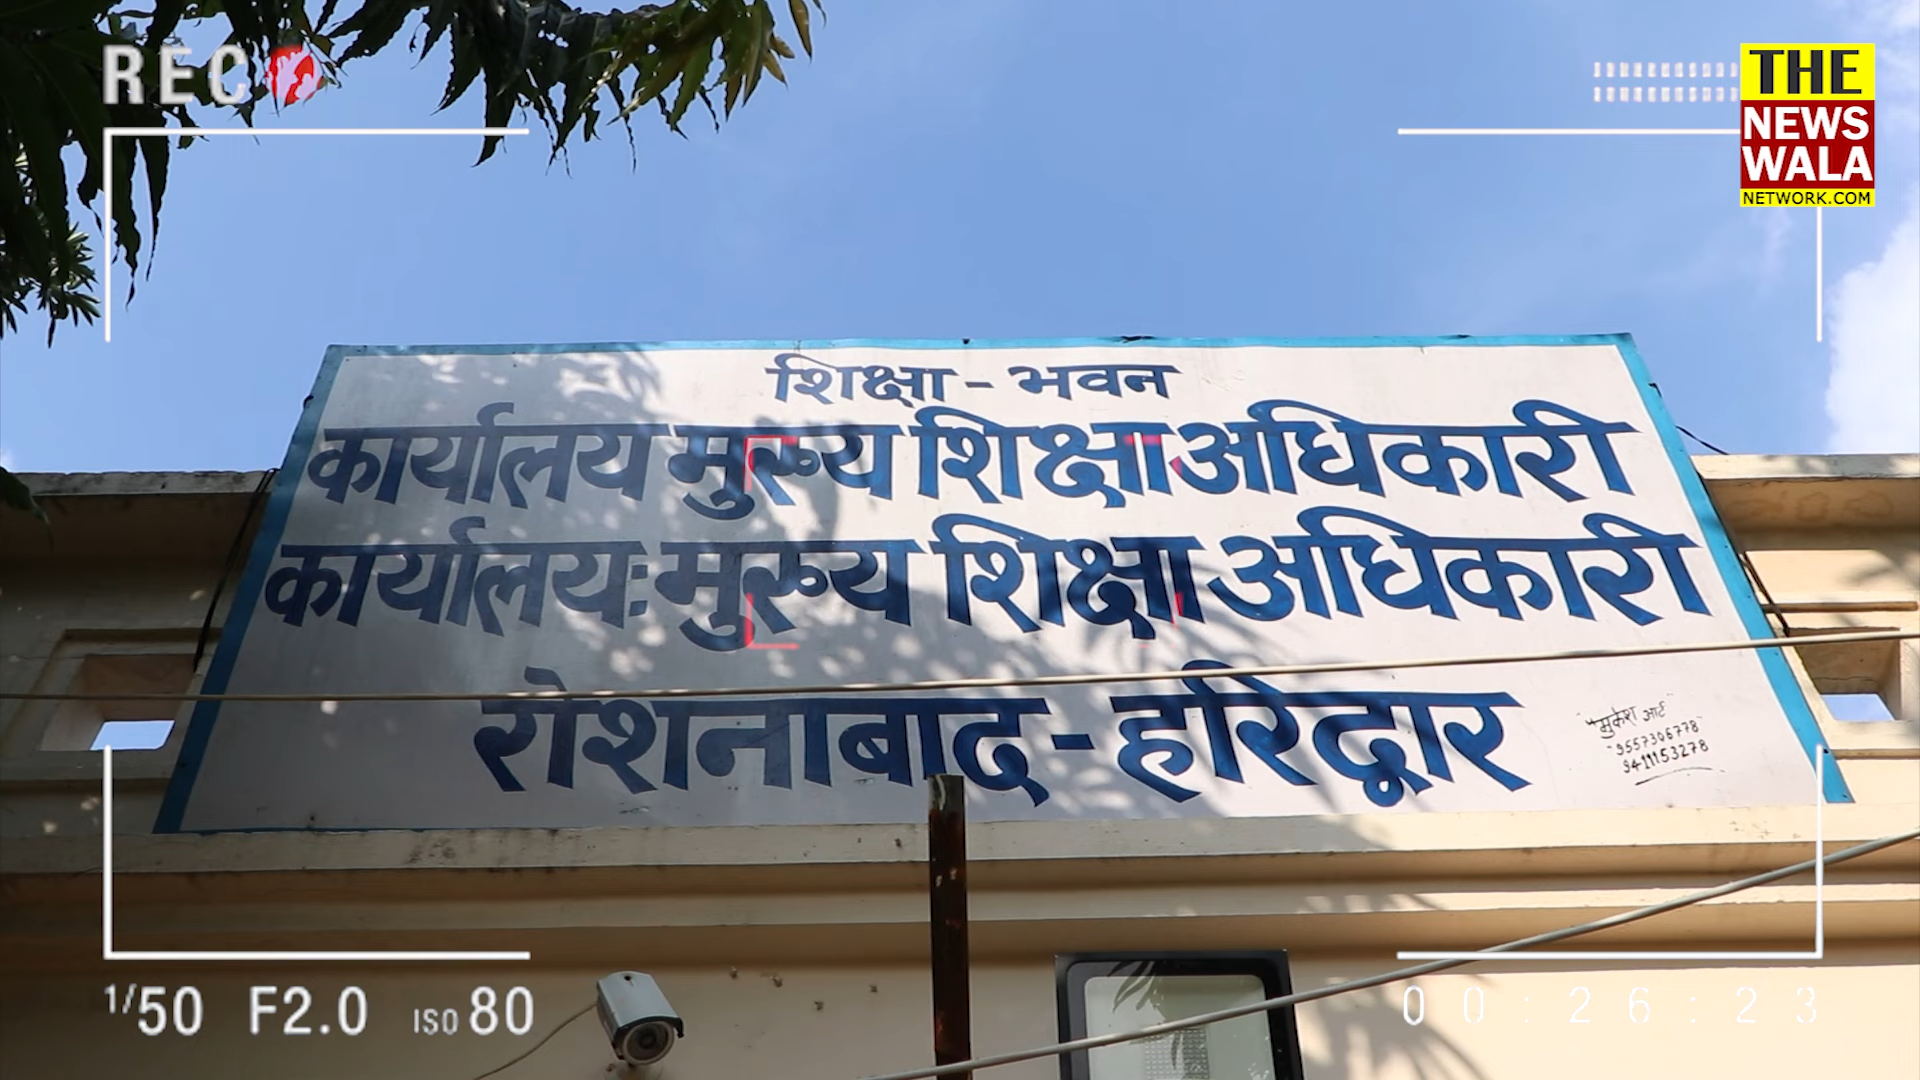 REC
THE
NEWS
WALA
NETWORK.COM
शिक्षा - भवन
कार्यालय मुख्य शिक्षा अधिकारी
कार्यालय: मुख्य शिक्षा अधिकारी
रोशनाबाद - हरिद्वार
"मुकेश आर्ट"
9557306778
9411153278
1/50 F2.0 ISO 80
00:26:23